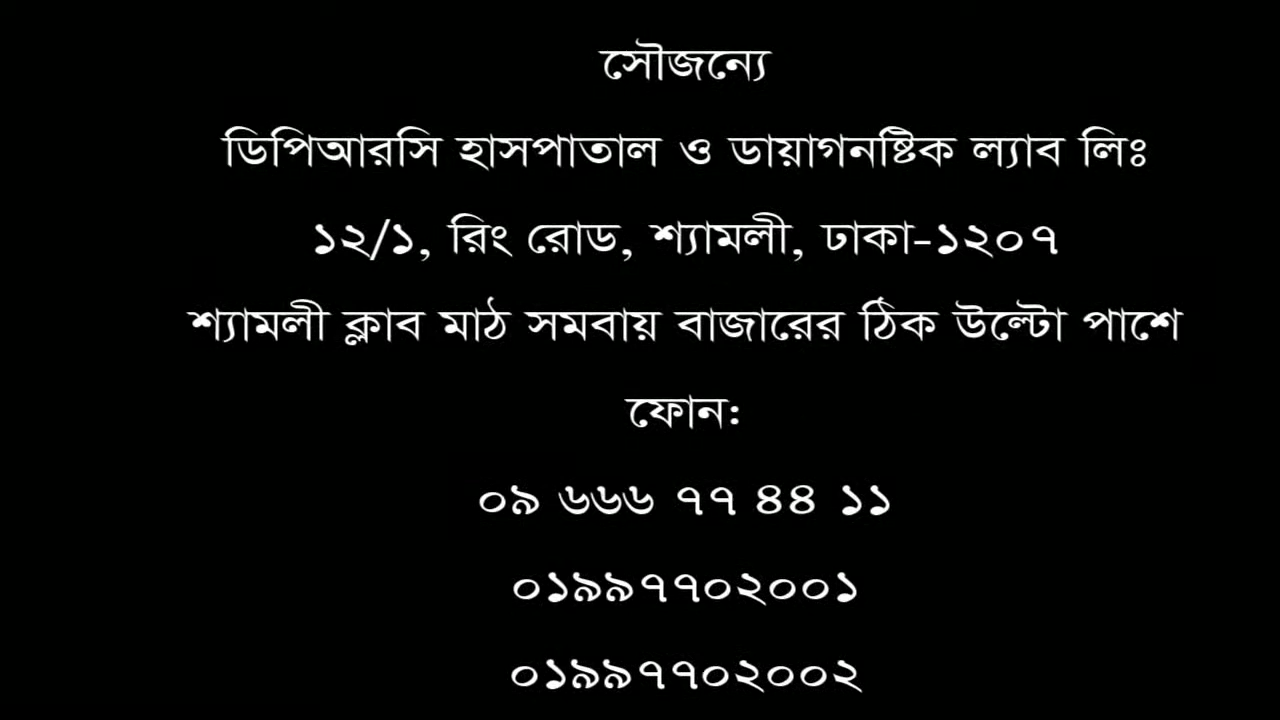 সৌজন্যে
ডিপিআরসি হাসপাতাল ও ডায়াগনষ্টিক ল্যাব লিঃ
১২/১, রিং রোড, শ্যামলী, ঢাকা-১২০৭
শ্যামলী ক্লাব মাঠ সমবায় বাজারের ঠিক উল্টো পাশে
ফোন:
০৯ ৬৬৬ ৭৭ ৪৪ ১১
০১৯৯৭৭০২০০১
০১৯৯৭৭০২০০২